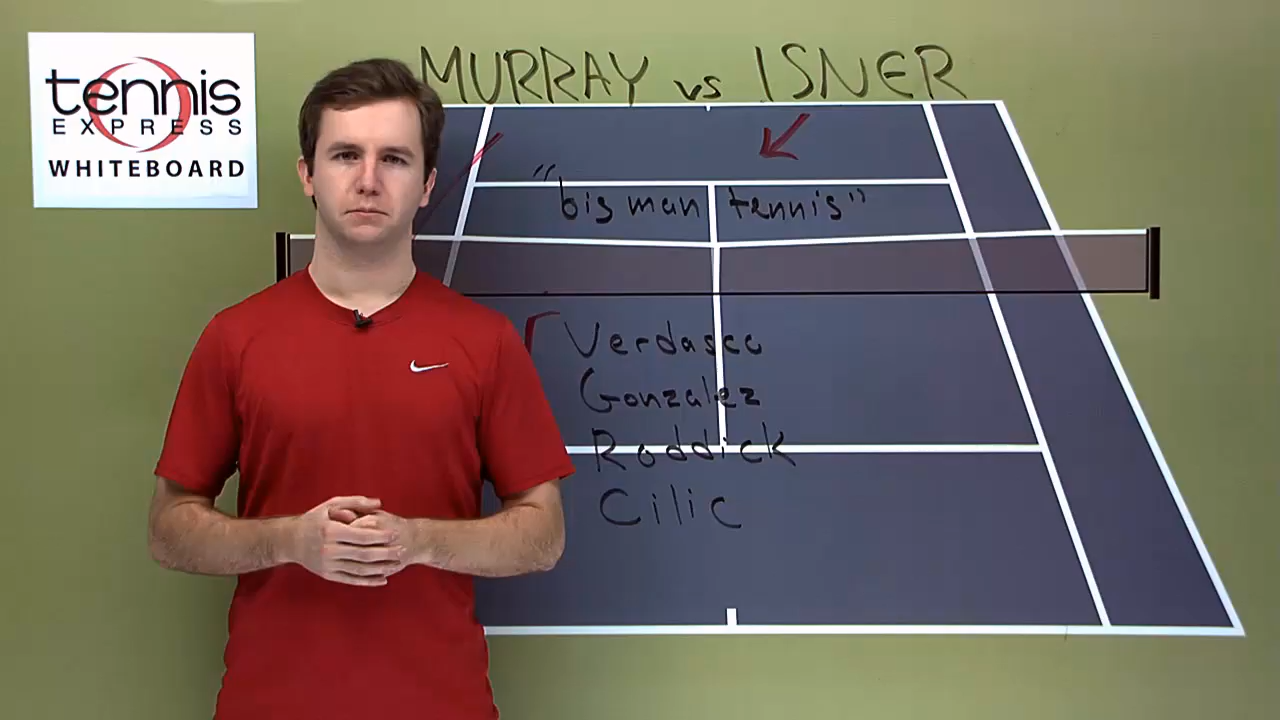 tennis
EXPRESS
WHITEBOARD
MURRAY vs ISNER
"big man tennis"
Verdasco
Gonzalez
Roddick
Cilic